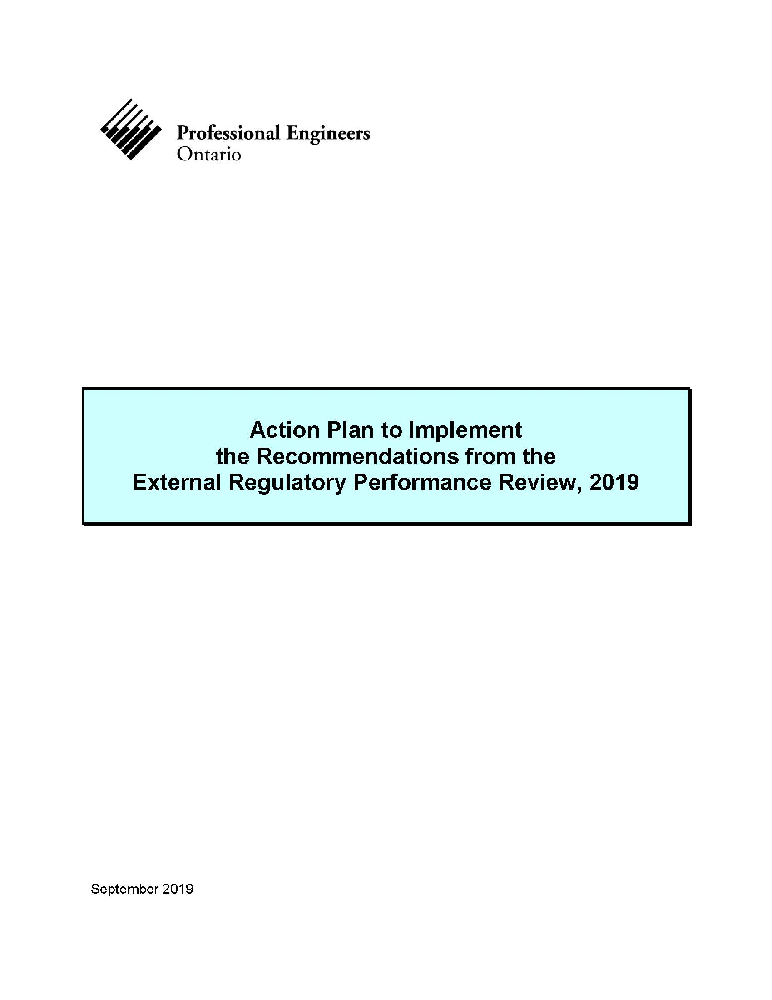 Professional Engineers
Ontario
Action Plan to Implement
the Recommendations from the
External Regulatory Performance Review, 2019
September 2019